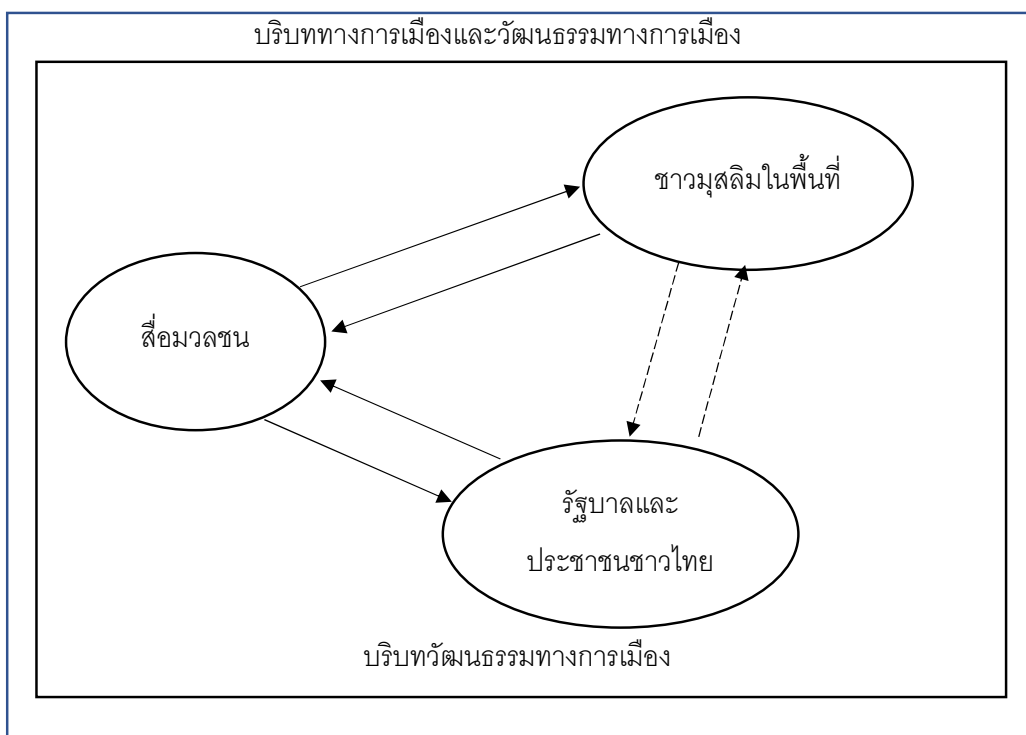 บริบททางการเมืองและวัฒนธรรมทางการเมือง
ชาวมุสลิมในพื้นที่
สื่อมวลชน
รัฐบาลและ
ประชาชนชาวไทย
บริบทวัฒนธรรมทางการเมือง